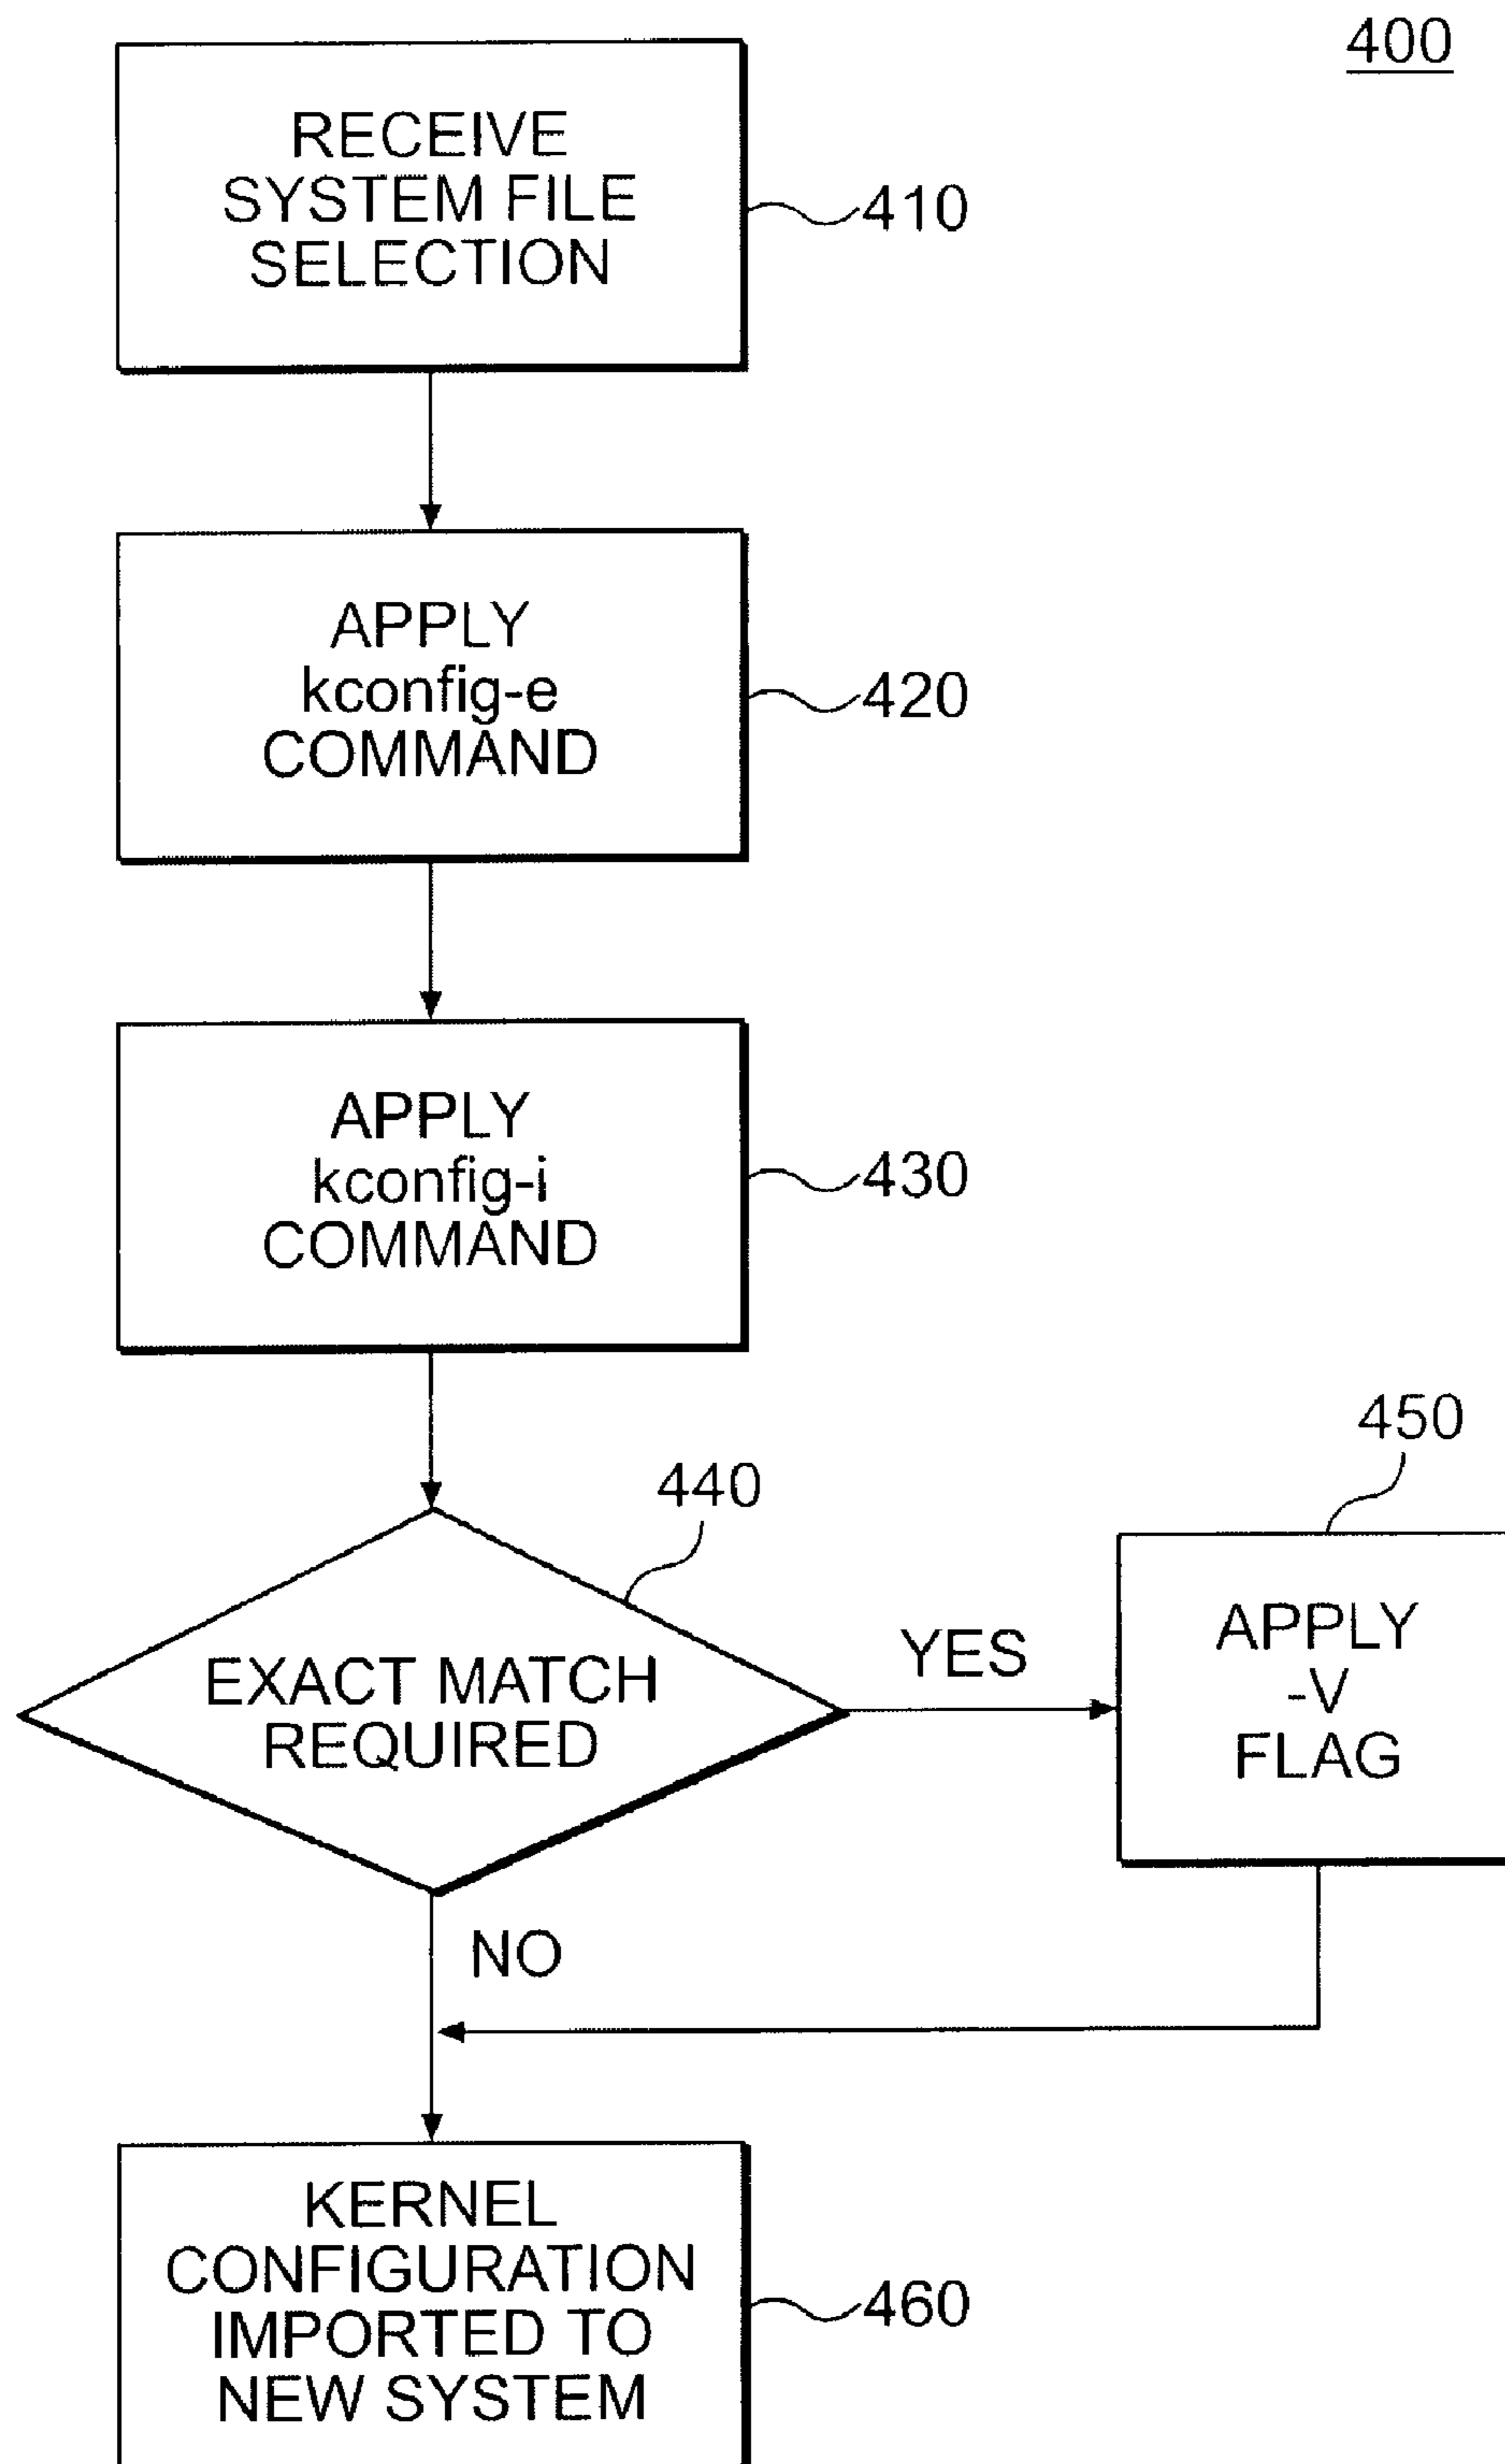 400
RECEIVE
SYSTEM FILE
SELECTION
410
APPLY
kconfig-e
COMMAND
420
APPLY
kconfig-i
COMMAND
430
440
EXACT MATCH
REQUIRED
YES
450
APPLY
-V
FLAG
NO
KERNEL
CONFIGURATION
IMPORTED TO
NEW SYSTEM
460